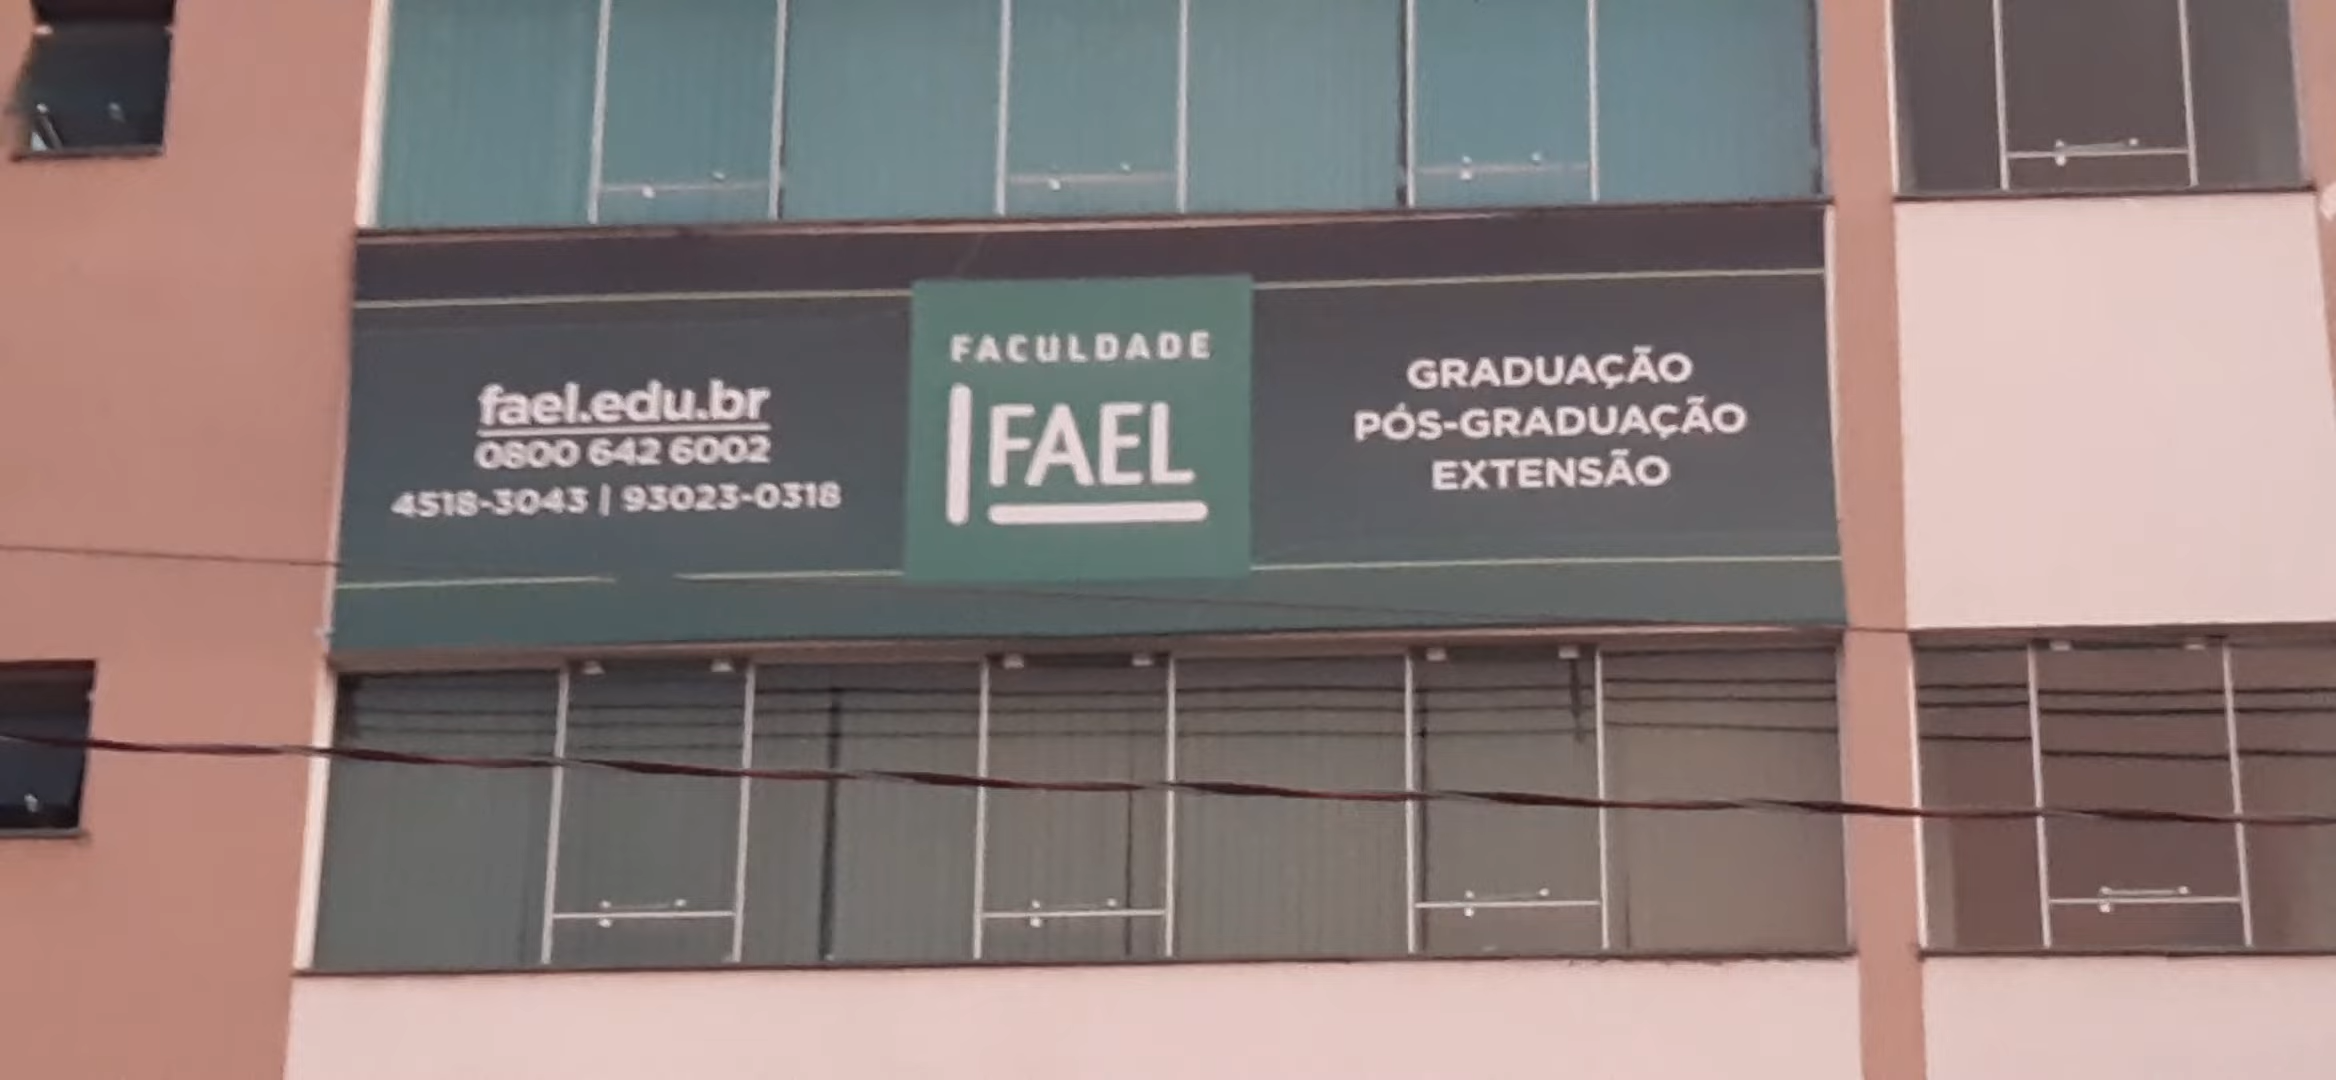 fael.edu.br
0800 642 6002
4518-3043 | 93023-0318
FACULDADE
FAEL
GRADUAÇÃO
PÓS-GRADUAÇÃO
EXTENSÃO